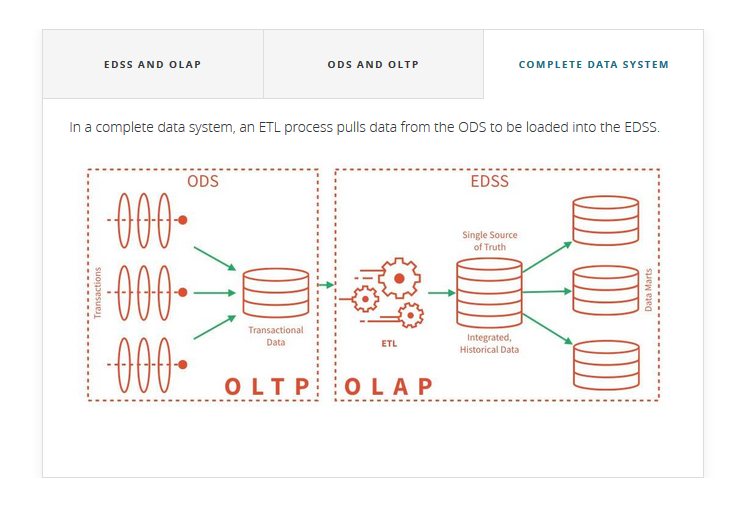 EDSS AND OLAP
ODS AND OLTP
COMPLETE DATA SYSTEM
In a complete data system, an ETL process pulls data from the ODS to be loaded into the EDSS.
ODS
Transactions
Transactional
Data
OLTP
EDSS
ETL
Single Source
of Truth
Integrated,
Historical Data
Data Marts
OLAP